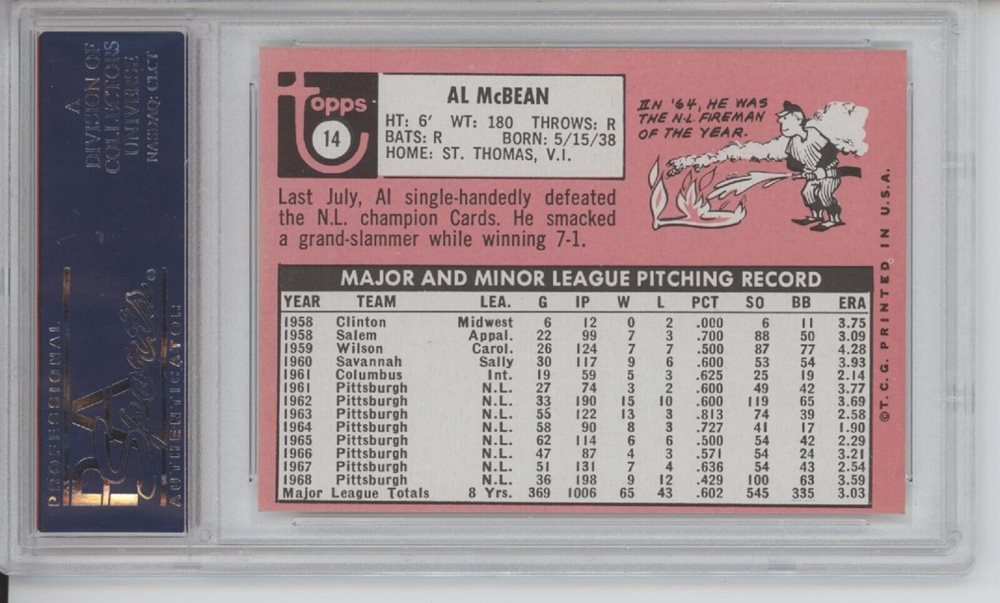 A
DIVISION OF
COLLECTORS
UNIVERSE
NASDAQ: CLCT
PROFESSIONAL
PSA
AUTHENTICATOR
topps
14
AL McBEAN
HT: 6' WT: 180 THROWS: R
BATS: R BORN: 5/15/38
HOME: ST. THOMAS, V.I.
IN '64, HE WAS
THE N.L. FIREMAN
OF THE YEAR.
Last July, Al single-handedly defeated
the N.L. champion Cards. He smacked
a grand-slammer while winning 7-1.
MAJOR AND MINOR LEAGUE PITCHING RECORD
YEAR TEAM LEA. G IP W L PCT SO BB ERA
1958 Clinton Midwest 6 12 0 2 .000 6 11 3.75
1958 Salem Appal. 22 99 7 3 .700 88 50 3.09
1959 Wilson Carol. 26 124 7 7 .500 87 77 4.28
1960 Savannah Sally 30 117 9 6 .600 53 54 3.93
1961 Columbus Int. 19 59 5 3 .625 25 19 2.14
1961 Pittsburgh N.L. 27 74 3 2 .600 49 42 3.77
1962 Pittsburgh N.L. 33 190 15 10 .600 119 65 3.69
1963 Pittsburgh N.L. 55 122 13 3 .813 74 39 2.58
1964 Pittsburgh N.L. 58 90 8 3 .727 41 17 1.90
1965 Pittsburgh N.L. 62 114 6 6 .500 54 42 2.29
1966 Pittsburgh N.L. 47 87 4 3 .571 54 24 3.21
1967 Pittsburgh N.L. 51 131 7 4 .636 54 43 2.54
1968 Pittsburgh N.L. 36 198 9 12 .429 100 63 3.59
Major League Totals 8 Yrs. 369 1006 65 43 .602 545 335 3.03
©T.C.G. PRINTED IN U.S.A.